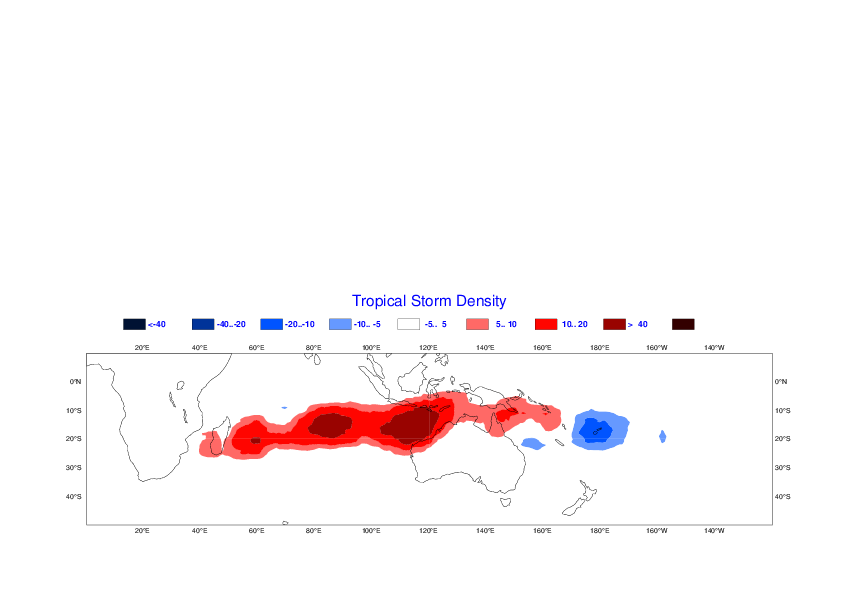 Tropical Storm Density
<-40 -40..-20 -20..-10 -10.. -5 -5.. 5 5.. 10 10.. 20 > 40
20°E 40°E 60°E 80°E 100°E 120°E 140°E 160°E 180°E 160°W 140°W
0°N 0°N
10°S 10°S
20°S 20°S
30°S 30°S
40°S 40°S
20°E 40°E 60°E 80°E 100°E 120°E 140°E 160°E 180°E 160°W 140°W